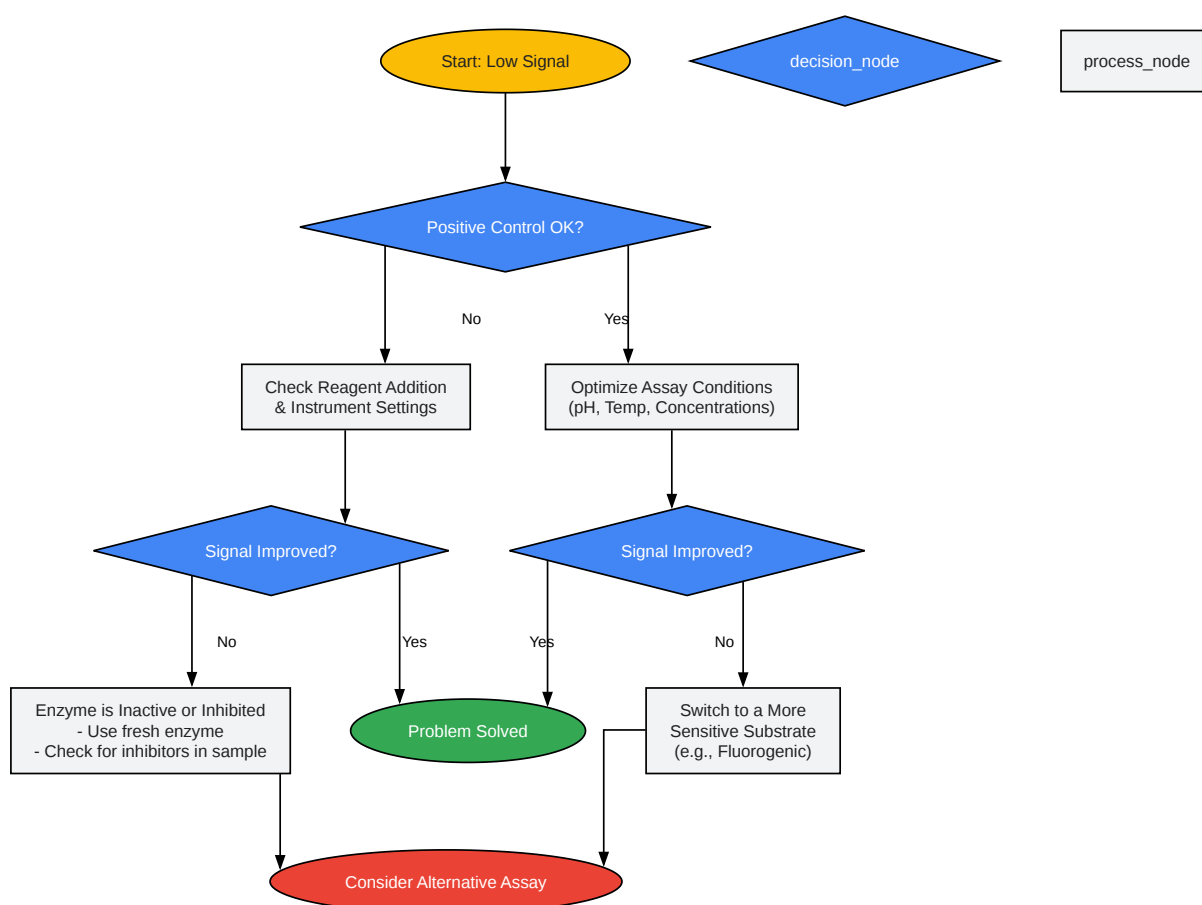 Start: Low Signal
decision_node
process_node
Positive Control OK?
No
Yes
Check Reagent Addition
& Instrument Settings
Optimize Assay Conditions
(pH, Temp, Concentrations)
Signal Improved?
Signal Improved?
No
Yes
Yes
No
Enzyme is Inactive or Inhibited
- Use fresh enzyme
- Check for inhibitors in sample
Problem Solved
Switch to a More
Sensitive Substrate
(e.g., Fluorogenic)
Consider Alternative Assay